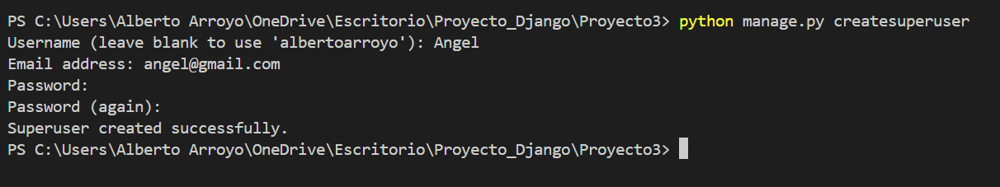 PS C:\Users\Alberto Arroyo\OneDrive\Escritorio\Proyecto_Django\Proyecto3> python manage.py createsuperuser
Username (leave blank to use 'albertoarroyo'): Angel
Email address: angel@gmail.com
Password:
Password (again):
Superuser created successfully.
PS C:\Users\Alberto Arroyo\OneDrive\Escritorio\Proyecto_Django\Proyecto3>